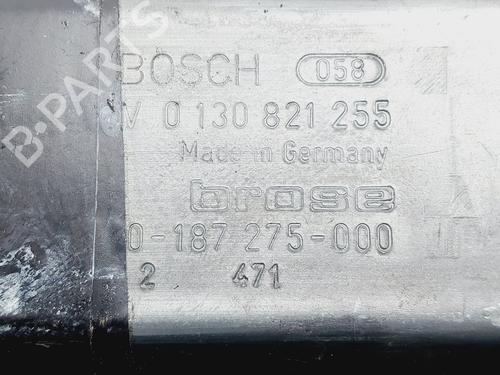 B-PARTS
BOSCH 058
V 0 130 821 255
Made in Germany
brose
0-187 275-000
2 471